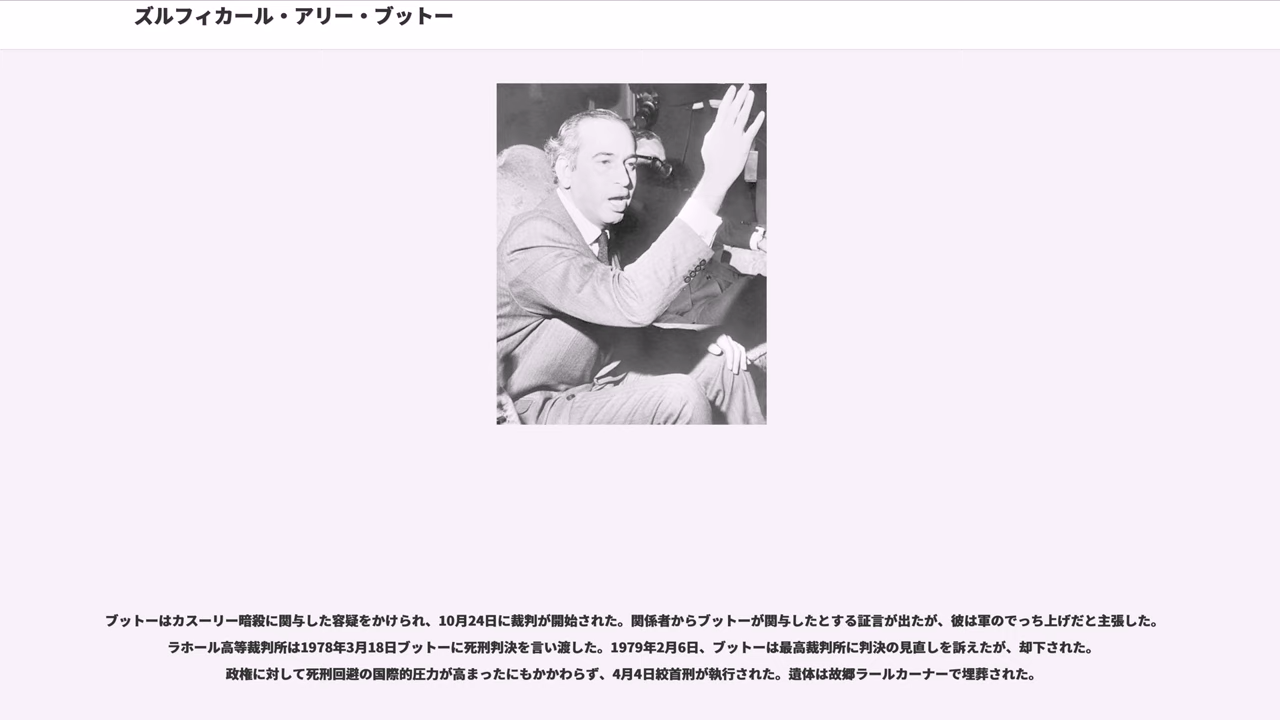 ズルフィカール・アリー・ブットー
ブットーはカスーリー暗殺に関与した容疑をかけられ、10月24日に裁判が開始された。関係者からブットーが関与したとする証言が出たが、彼は軍のでっち上げだと主張した。
ラホール高等裁判所は1978年3月18日ブットーに死刑判決を言い渡した。1979年2月6日、ブットーは最高裁判所に判決の見直しを訴えたが、却下された。
政権に対して死刑回避の国際的圧力が高まったにもかかわらず、4月4日絞首刑が執行された。遺体は故郷ラールカーナーで埋葬された。